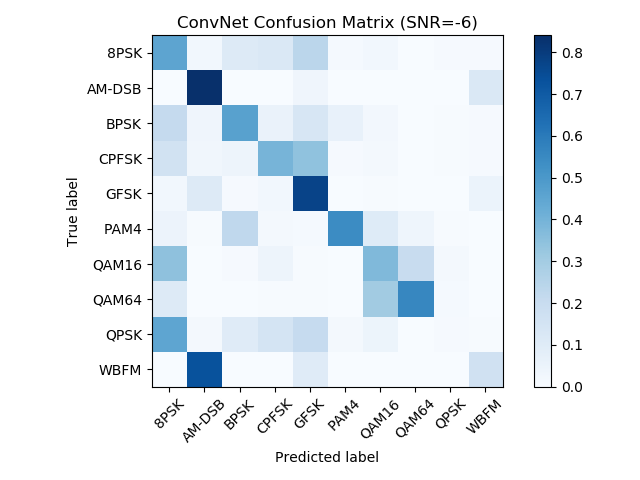 ConvNet Confusion Matrix (SNR=-6)
8PSK
AM-DSB
BPSK
CPFSK
GFSK
PAM4
QAM16
QAM64
QPSK
WBFM
True label
8PSK
AM-DSB
BPSK
CPFSK
GFSK
PAM4
QAM16
QAM64
QPSK
WBFM
Predicted label
0.8
0.7
0.6
0.5
0.4
0.3
0.2
0.1
0.0